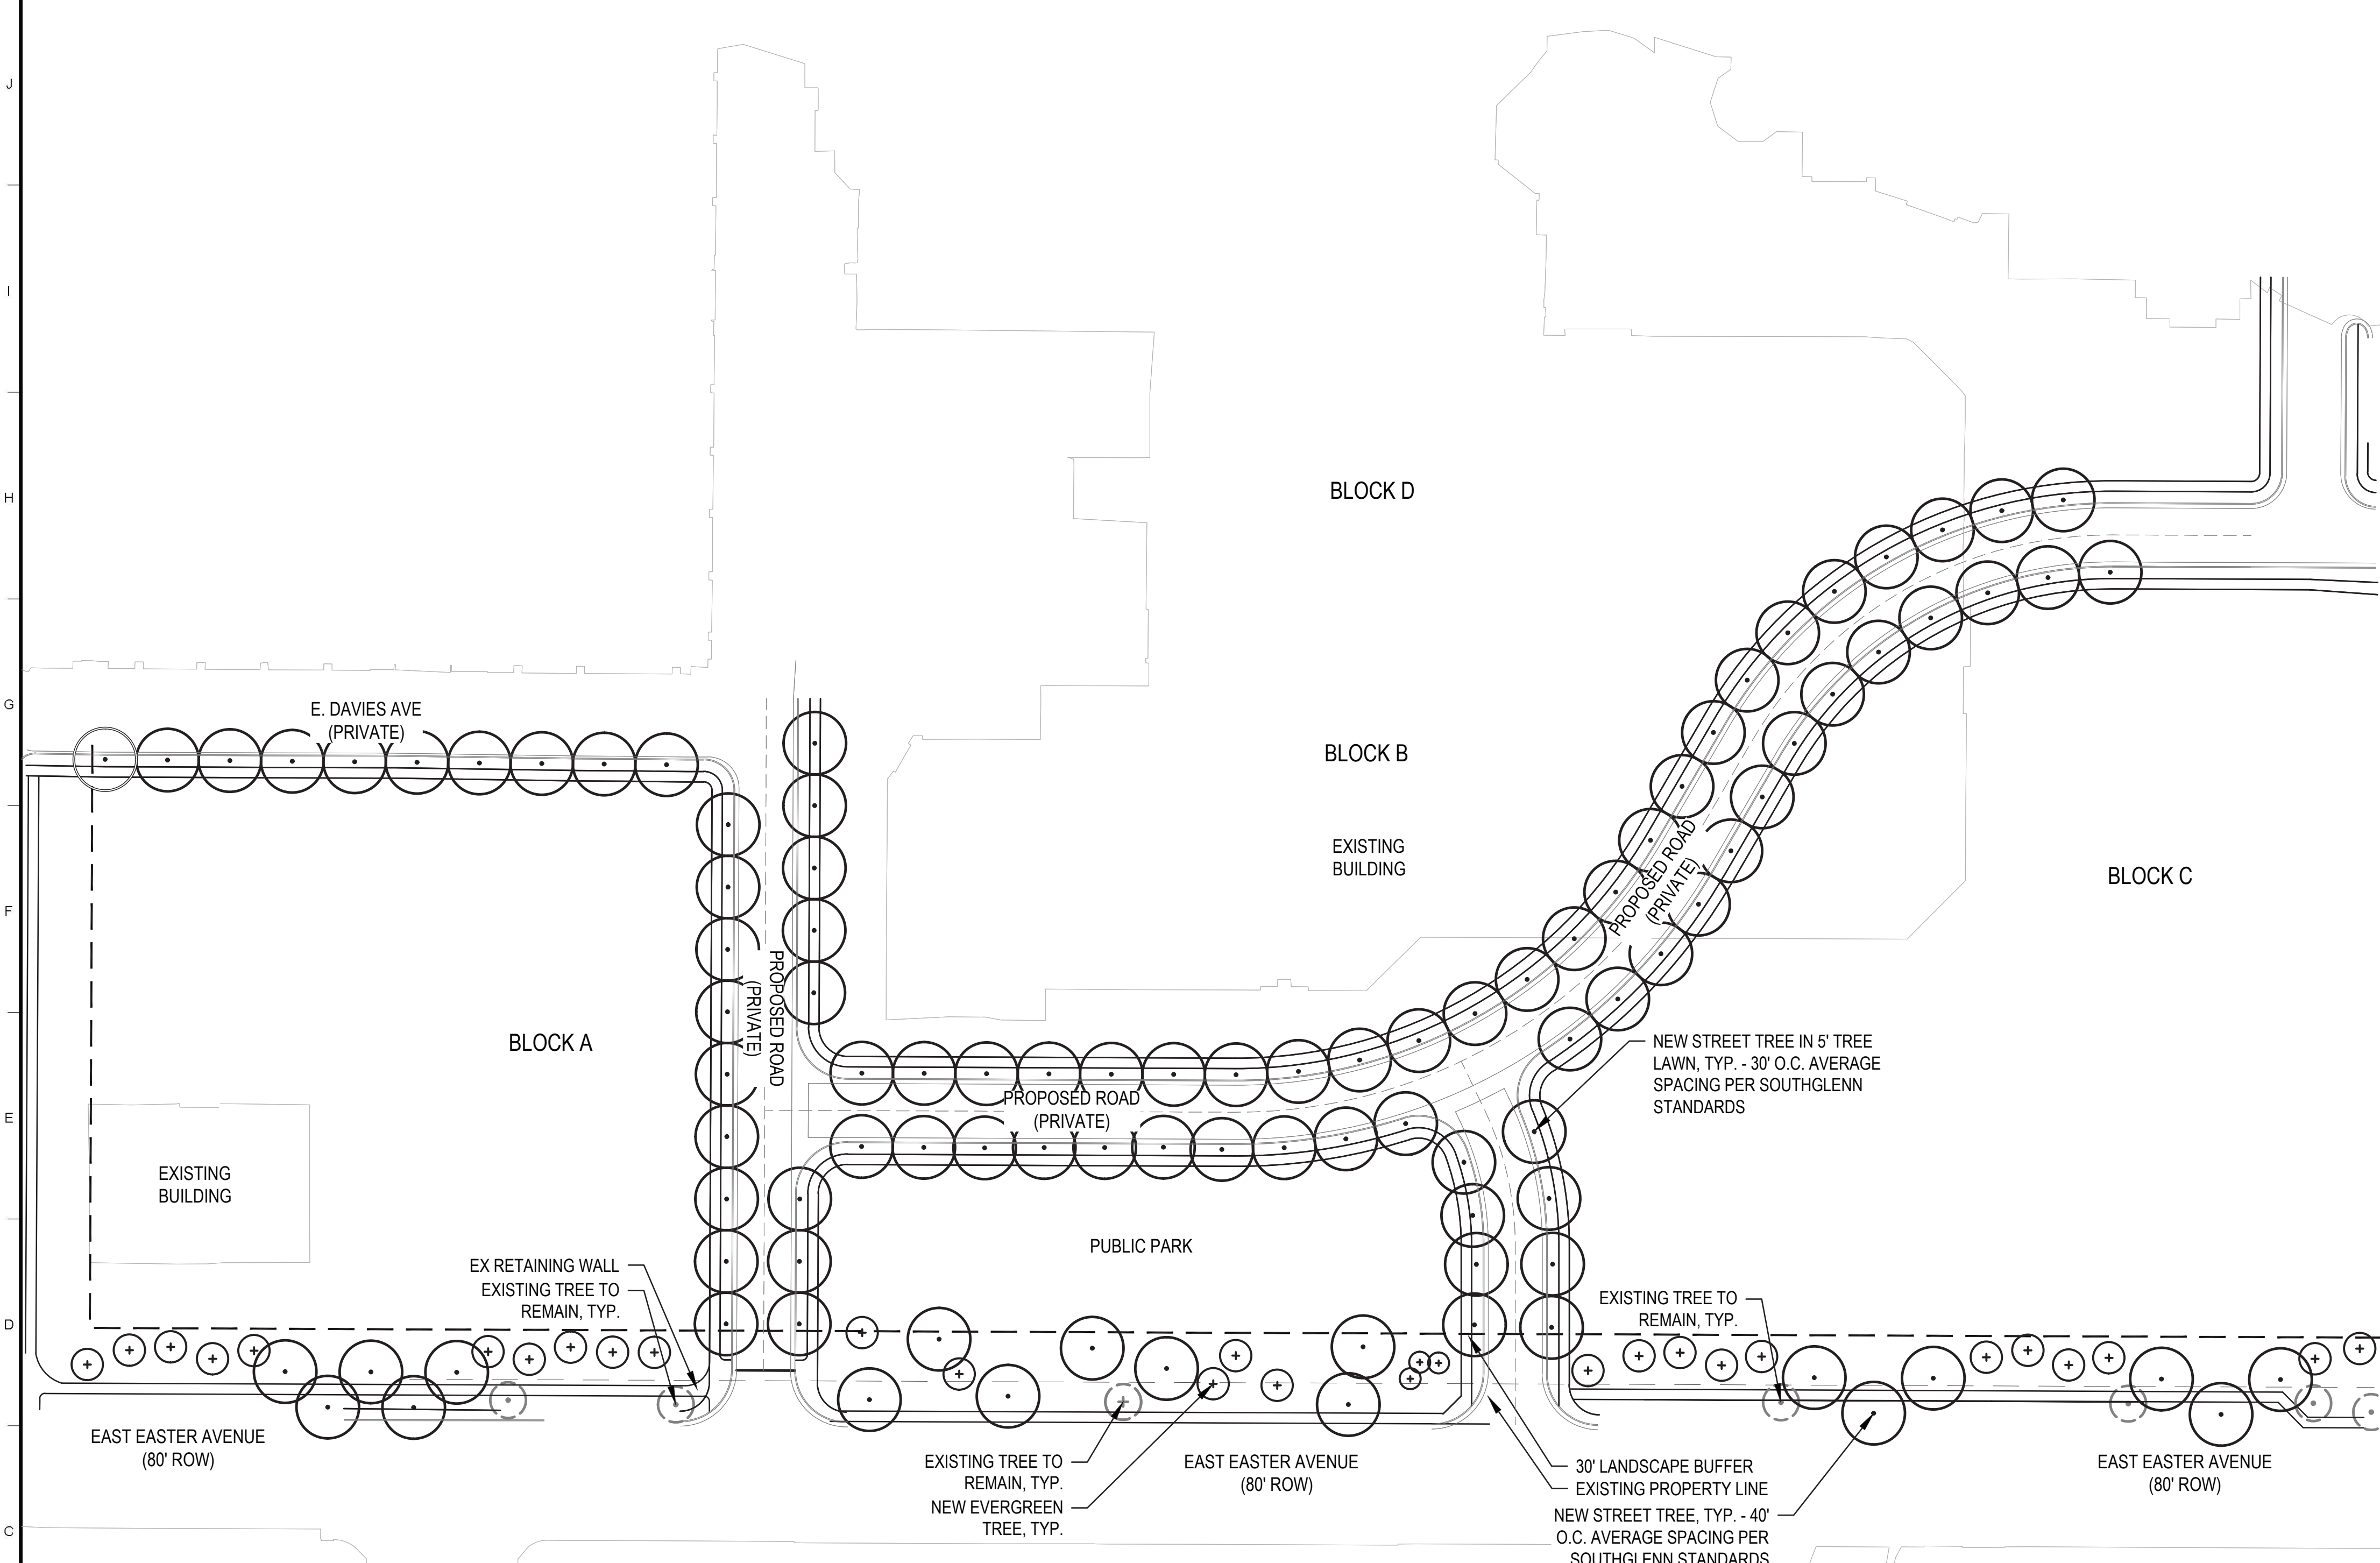 J
I
H
G
F
E
D
C
BLOCK D
E. DAVIES AVE
(PRIVATE)
BLOCK B
EXISTING
BUILDING
PROPOSED ROAD
(PRIVATE)
BLOCK C
PROPOSED ROAD
(PRIVATE)
BLOCK A
NEW STREET TREE IN 5' TREE
LAWN, TYP. - 30' O.C. AVERAGE
SPACING PER SOUTHGLENN
STANDARDS
PROPOSED ROAD
(PRIVATE)
EXISTING
BUILDING
PUBLIC PARK
EX RETAINING WALL
EXISTING TREE TO
REMAIN, TYP.
EXISTING TREE TO
REMAIN, TYP.
EAST EASTER AVENUE
(80' ROW)
EXISTING TREE TO
REMAIN, TYP.
NEW EVERGREEN
TREE, TYP.
EAST EASTER AVENUE
(80' ROW)
30' LANDSCAPE BUFFER
EXISTING PROPERTY LINE
NEW STREET TREE, TYP. - 40'
O.C. AVERAGE SPACING PER
SOUTHGLENN STANDARDS
EAST EASTER AVENUE
(80' ROW)